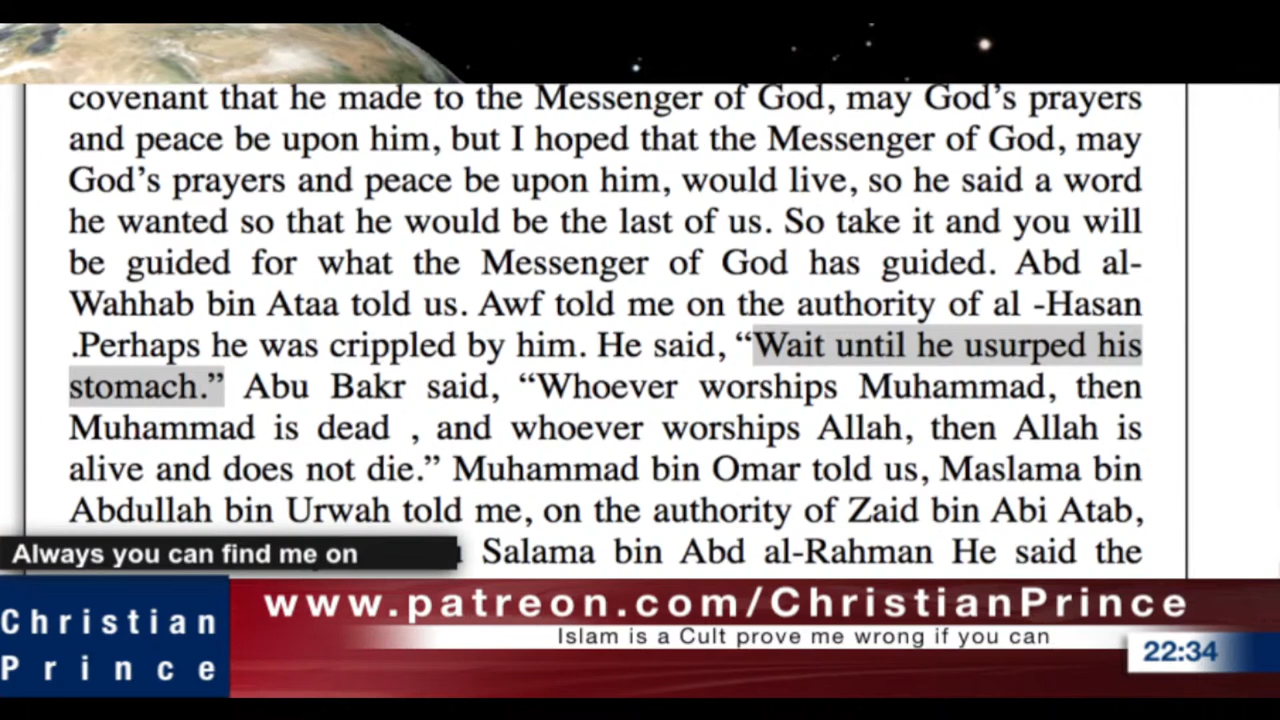 covenant that he made to the Messenger of God, may God's prayers
and peace be upon him, but I hoped that the Messenger of God, may
God's prayers and peace be upon him, would live, so he said a word
he wanted so that he would be the last of us. So take it and you will
be guided for what the Messenger of God has guided. Abd al-
Wahhab bin Ataa told us. Awf told me on the authority of al -Hasan
.Perhaps he was crippled by him. He said, “Wait until he usurped his
stomach.” Abu Bakr said, “Whoever worships Muhammad, then
Muhammad is dead , and whoever worships Allah, then Allah is
alive and does not die.” Muhammad bin Omar told us, Maslama bin
Abdullah bin Urwah told me, on the authority of Zaid bin Abi Atab,
Salama bin Abd al-Rahman He said the
Always you can find me on
www.patreon.com/ChristianPrince
Islam is a Cult prove me wrong if you can
Christian
Prince
22:34